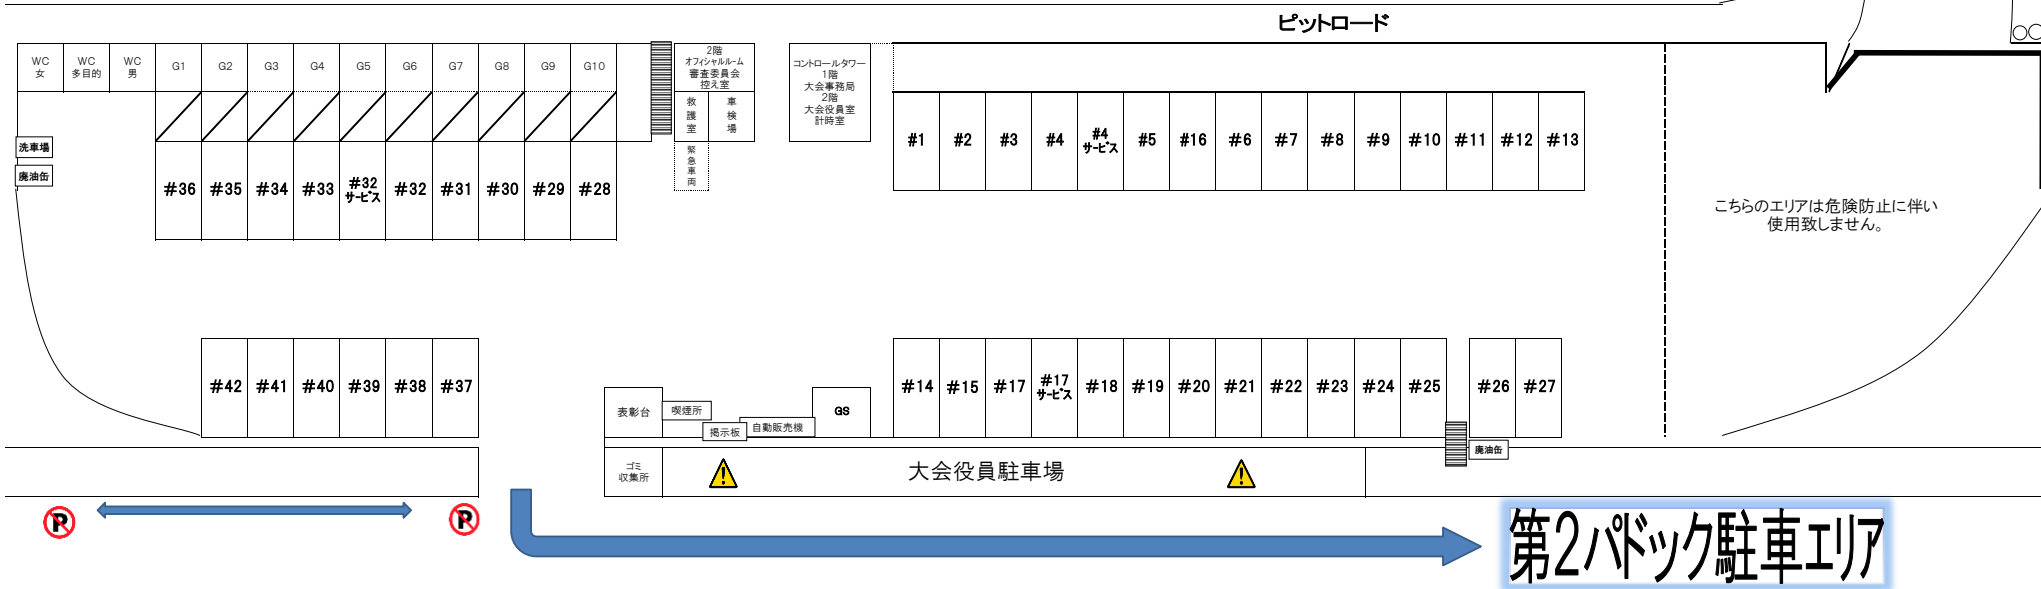 ピットロード
WC
女
WC
多目的
WC
男
G1
G2
G3
G4
G5
G6
G7
G8
G9
G10
2階
オフィシャルルーム
審査委員会
控え室
救護室
車検場
緊急車両
コントロールタワー
1階
大会事務局
2階
大会役員室
計時室
洗車場
廃油缶
#36
#35
#34
#33
#32
サービス
#32
#31
#30
#29
#28
#1
#2
#3
#4
#4
サービス
#5
#16
#6
#7
#8
#9
#10
#11
#12
#13
こちらのエリアは危険防止に伴い
使用致しません。
#42
#41
#40
#39
#38
#37
表彰台
喫煙所
掲示板
自動販売機
GS
#14
#15
#17
#17
サービス
#18
#19
#20
#21
#22
#23
#24
#25
#26
#27
廃油缶
ゴミ
収集所
!
大会役員駐車場
!
P
P
第2パドック駐車エリア